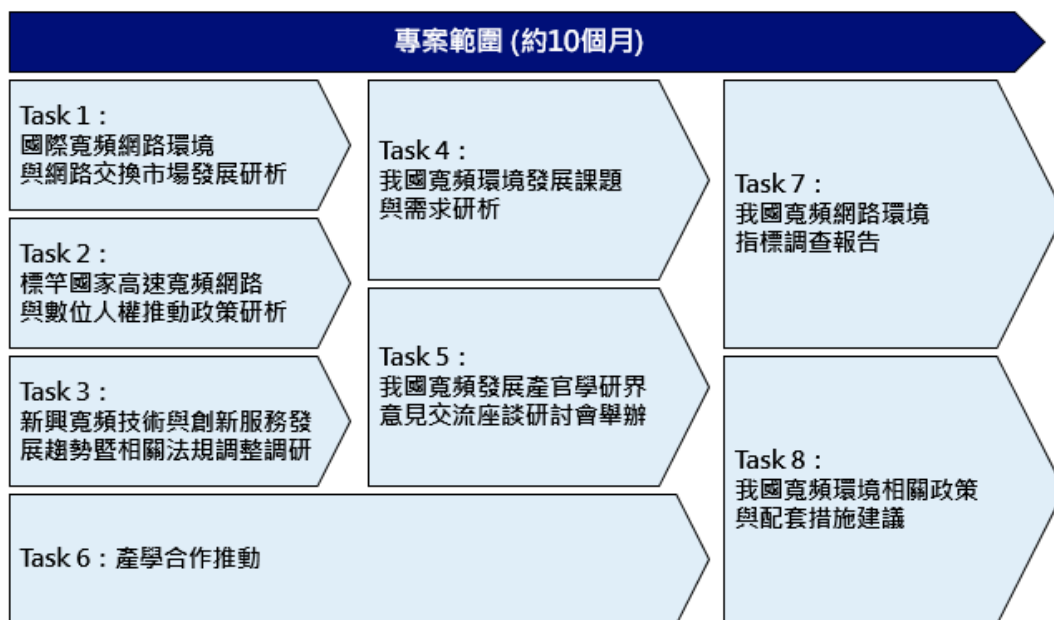 專案範圍 (約10個月)
Task 1：
國際寬頻網路環境
與網路交換市場發展研析
Task 2：
標竿國家高速寬頻網路
與數位人權推動政策研析
Task 3：
新興寬頻技術與創新服務發
展趨勢暨相關法規調整調研
Task 4：
我國寬頻環境發展課題
與需求研析
Task 5：
我國寬頻發展產官學研界
意見交流座談研討會舉辦
Task 6：產學合作推動
Task 7：
我國寬頻網路環境
指標調查報告
Task 8：
我國寬頻環境相關政策
與配套措施建議